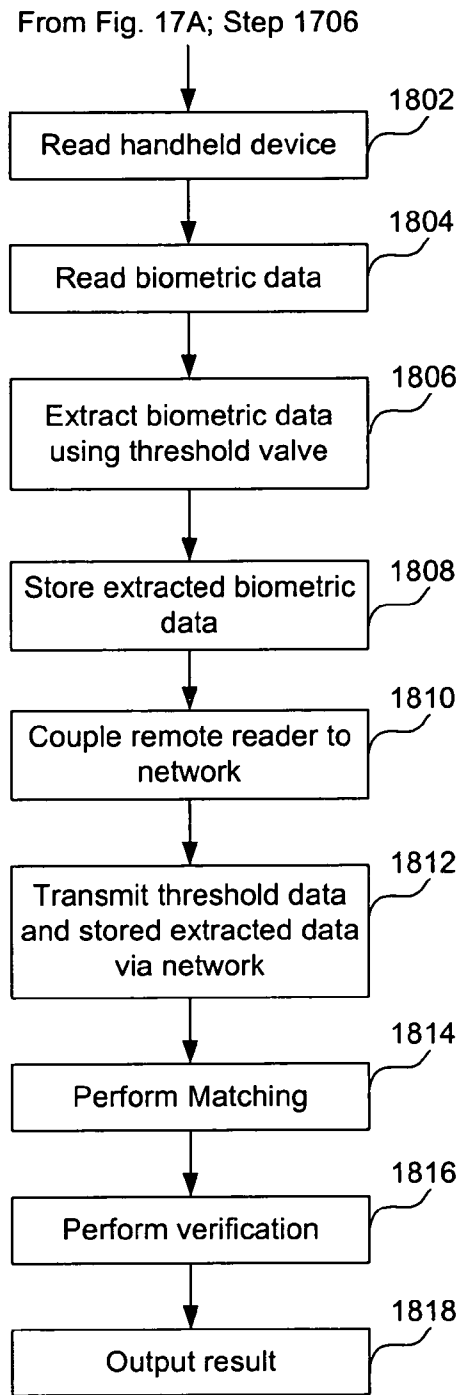 From Fig. 17A; Step 1706
1802
Read handheld device
1804
Read biometric data
1806
Extract biometric data
using threshold valve
1808
Store extracted biometric
data
1810
Couple remote reader to
network
1812
Transmit threshold data
and stored extracted data
via network
1814
Perform Matching
1816
Perform verification
1818
Output result